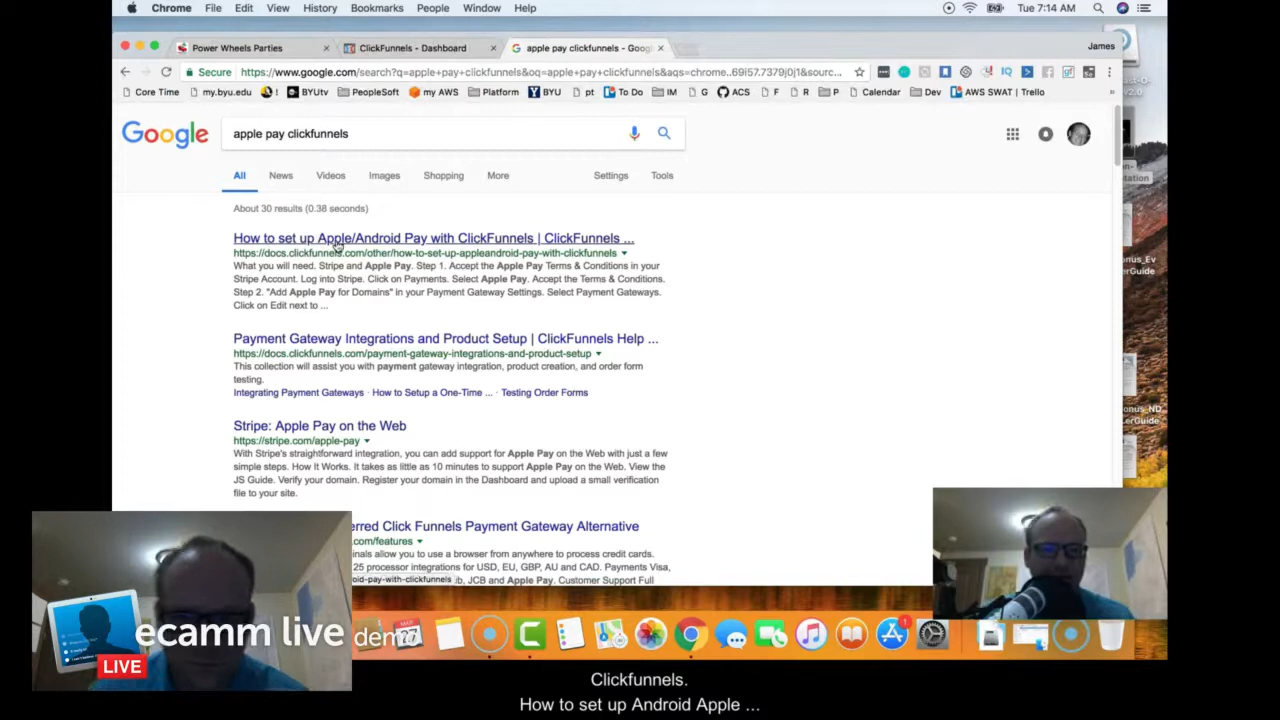 Chrome File Edit View History Bookmarks People Window Help
Tue 7:14 AM
Power Wheels Parties
ClickFunnels - Dashboard
apple pay clickfunnels - Goog
James
Secure
https://www.google.com/search?q=apple+pay+clickfunnels&oq=apple+pay+clickfunnels&aqs=chrome..69i57.7379j0j1&sourc...
Core Time my.byu.edu BYUtv PeopleSoft my AWS Platform BYU pt To Do IM G ACS F R P Calendar Dev AWS SWAT | Trello
Google
apple pay clickfunnels
All News Videos Images Shopping More Settings Tools
About 30 results (0.38 seconds)
How to set up Apple/Android Pay with ClickFunnels | ClickFunnels ...
https://docs.clickfunnels.com/other/how-to-set-up-appleandroid-pay-with-clickfunnels
What you will need. Stripe and Apple Pay. Step 1. Accept the Apple Pay Terms & Conditions in your
Stripe Account. Log into Stripe. Click on Payments. Select Apple Pay. Accept the Terms & Conditions.
Step 2. "Add Apple Pay for Domains" in your Payment Gateway Settings. Select Payment Gateways.
Click on Edit next to ...
Payment Gateway Integrations and Product Setup | ClickFunnels Help ...
https://docs.clickfunnels.com/payment-gateway-integrations-and-product-setup
This collection will assist you with payment gateway integration, product creation, and order form
testing.
Integrating Payment Gateways · How to Setup a One-Time ... · Testing Order Forms
Stripe: Apple Pay on the Web
https://stripe.com/apple-pay
With Stripe's straightforward integration, you can add support for Apple Pay on the Web with just a few
simple steps. How It Works. It takes as little as 10 minutes to support Apple Pay on the Web. View the
JS Guide. Verify your domain. Register your domain in the Dashboard and upload a small verification
file to your site.
erred Click Funnels Payment Gateway Alternative
.com/features
inals allow you to use a browser from anywhere to process credit cards.
25 processor integrations for USD, EU, GBP, AU and CAD. Payments Visa,
oid-pay-with-clickfunnels ib, JCB and Apple Pay. Customer Support Full
ecamm live demo
LIVE
Clickfunnels.
How to set up Android Apple ...